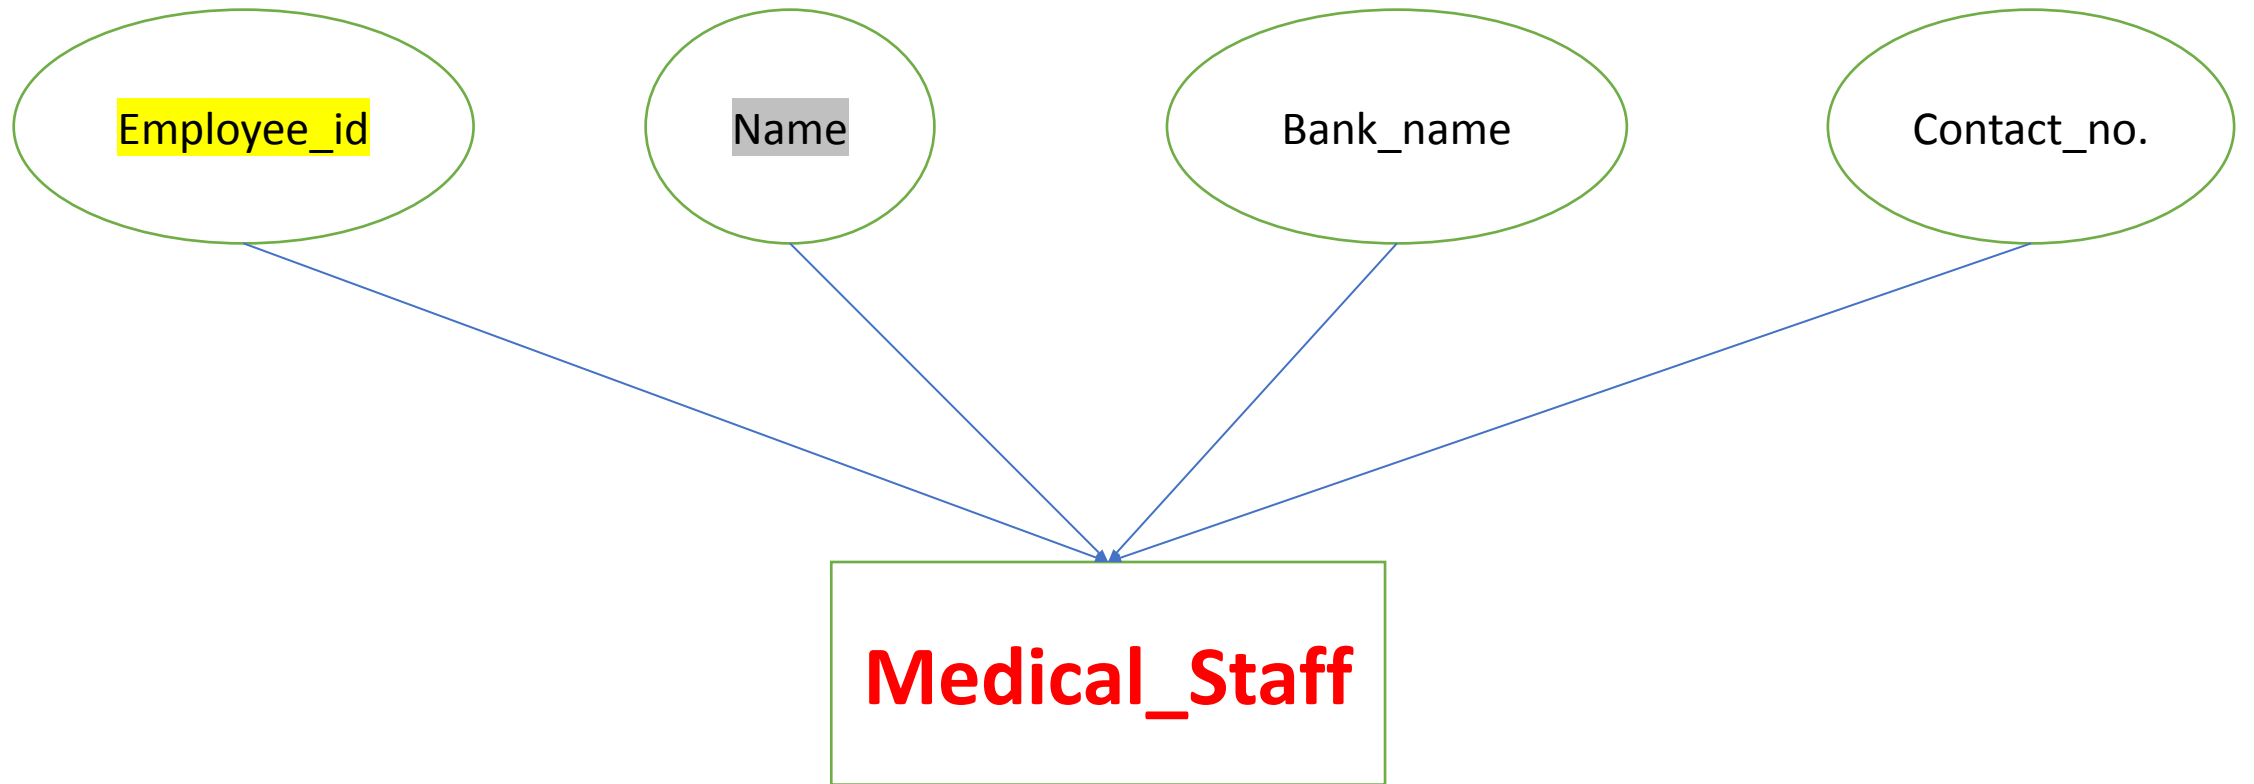 Employee_id
Name
Bank_name
Contact_no.
Medical_Staff